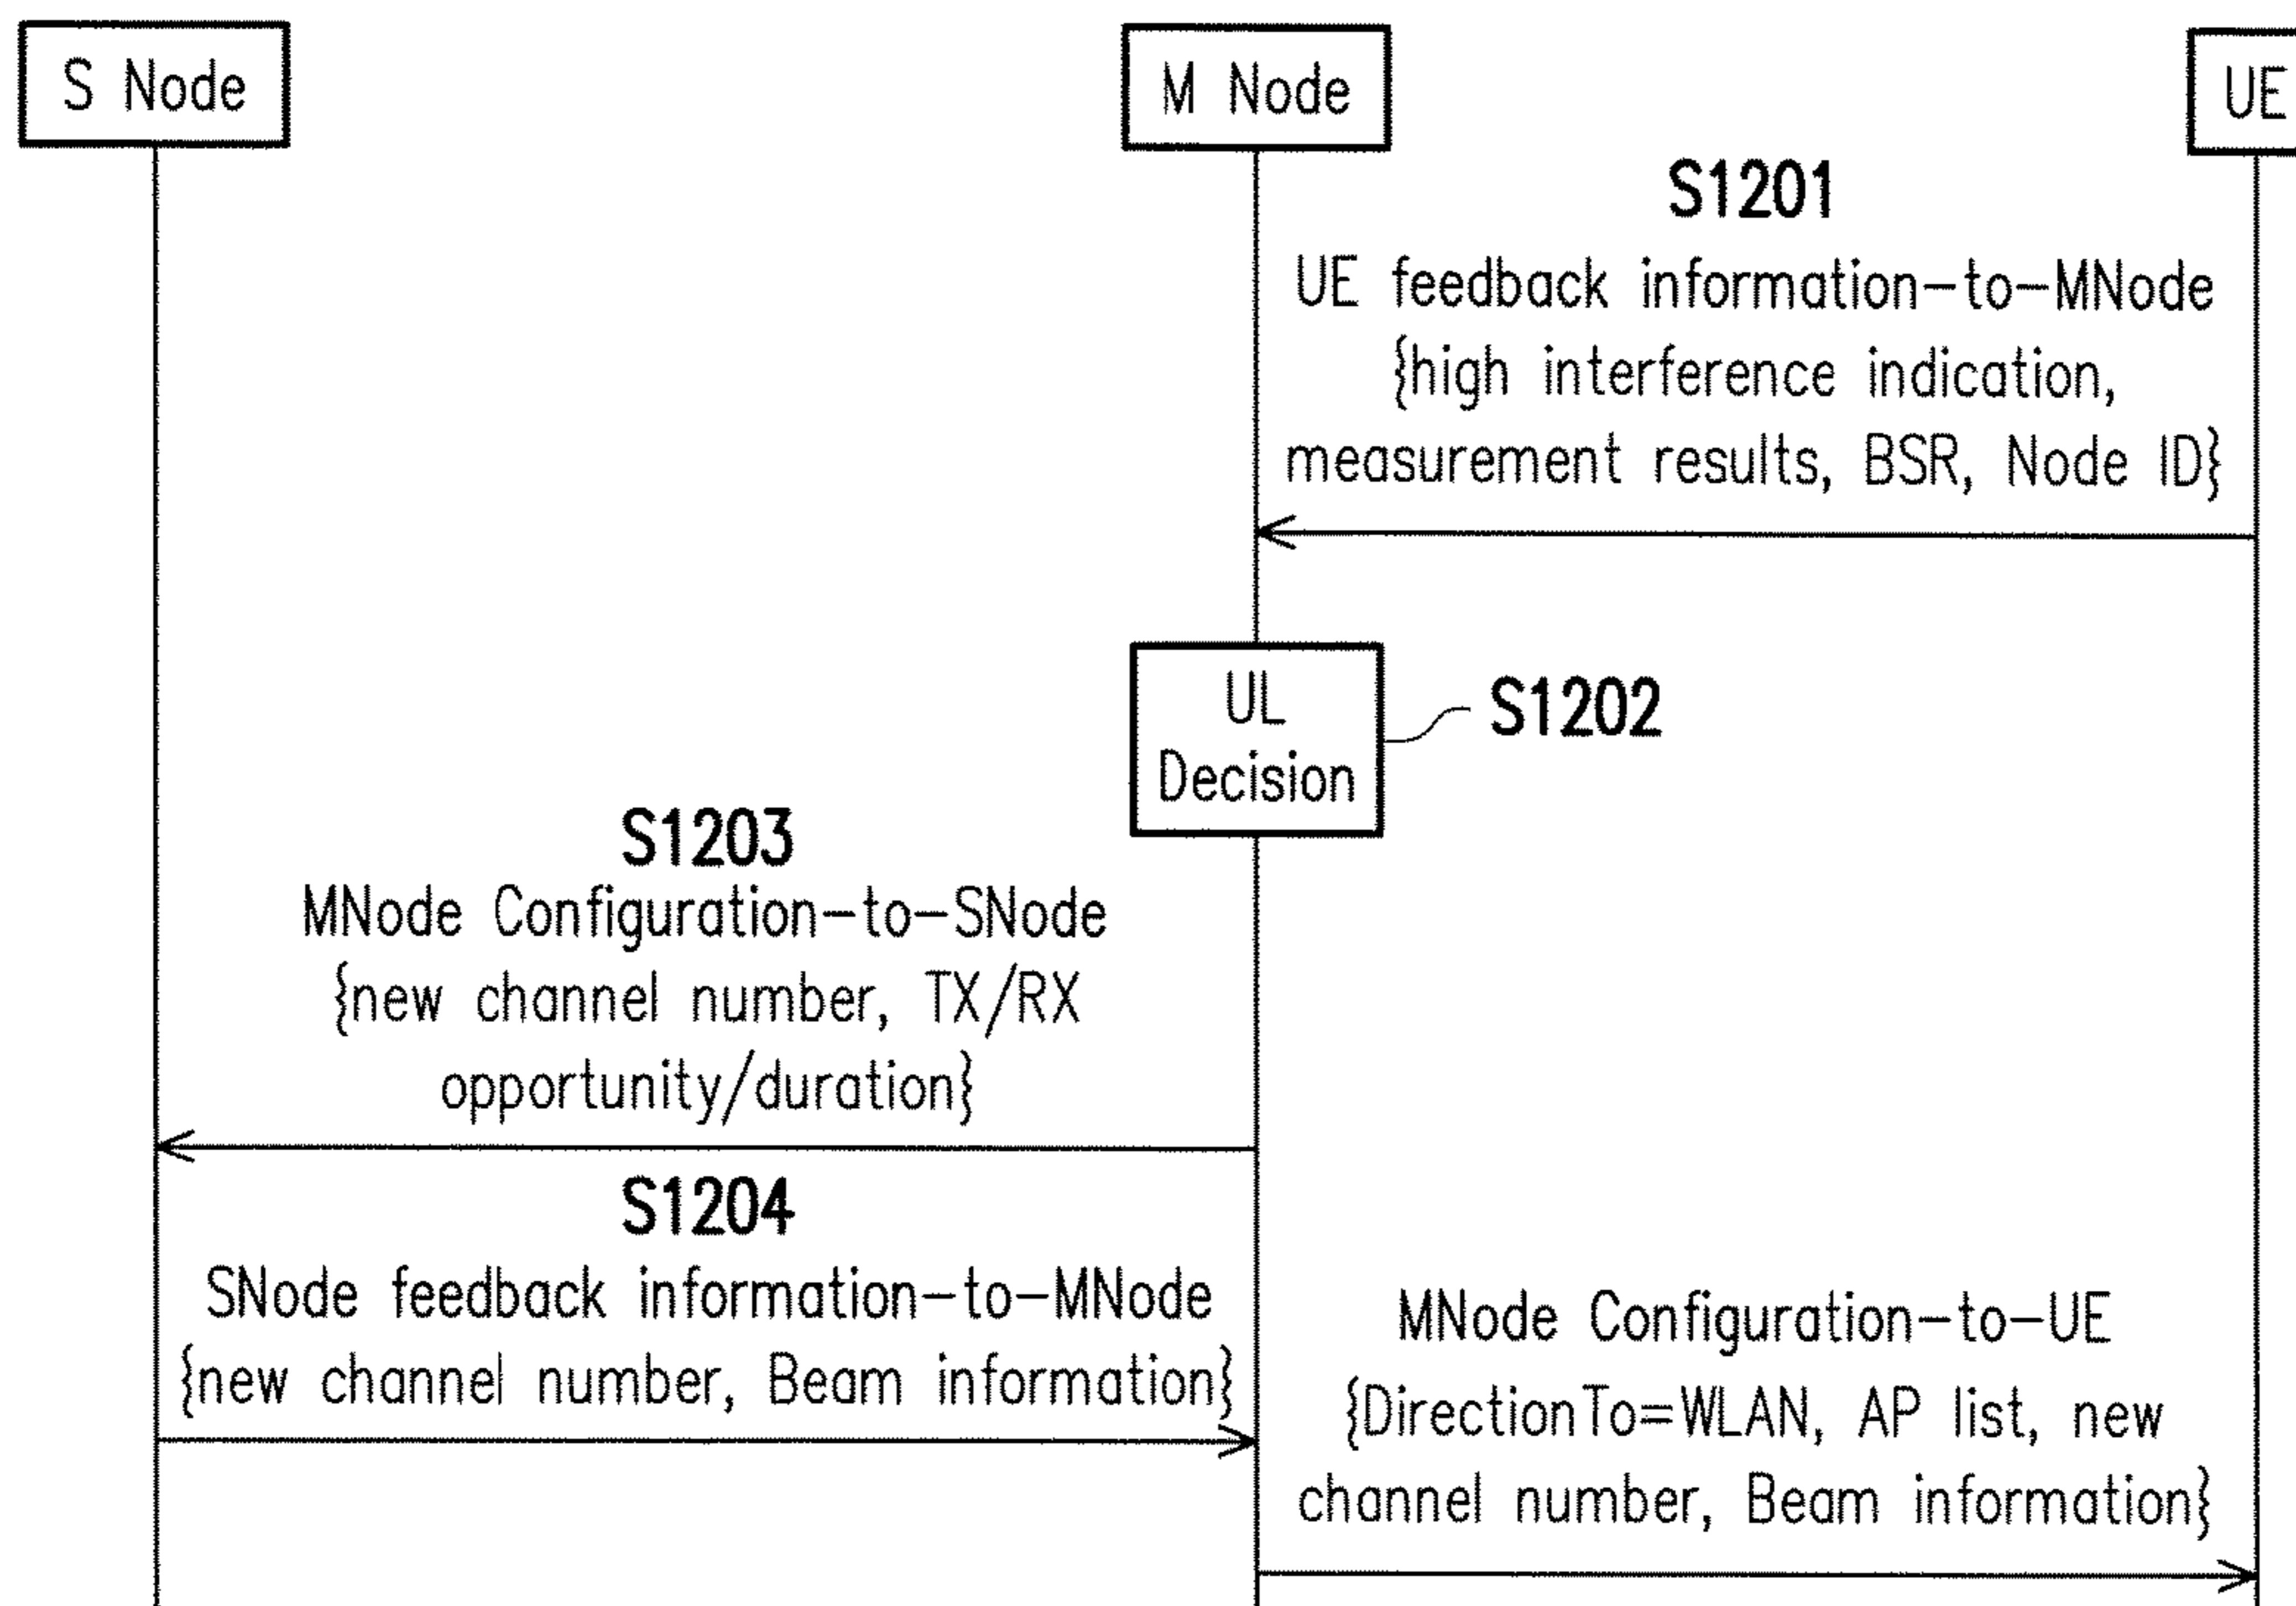 S Node
M Node
UE
S1201
UE feedback information-to-MNode
{high interference indication,
measurement results, BSR, Node ID}
UL
Decision
S1202
S1203
MNode Configuration-to-SNode
{new channel number, TX/RX
opportunity/duration}
S1204
SNode feedback information-to-MNode
{new channel number, Beam information}
MNode Configuration-to-UE
{DirectionTo=WLAN, AP list, new
channel number, Beam information}